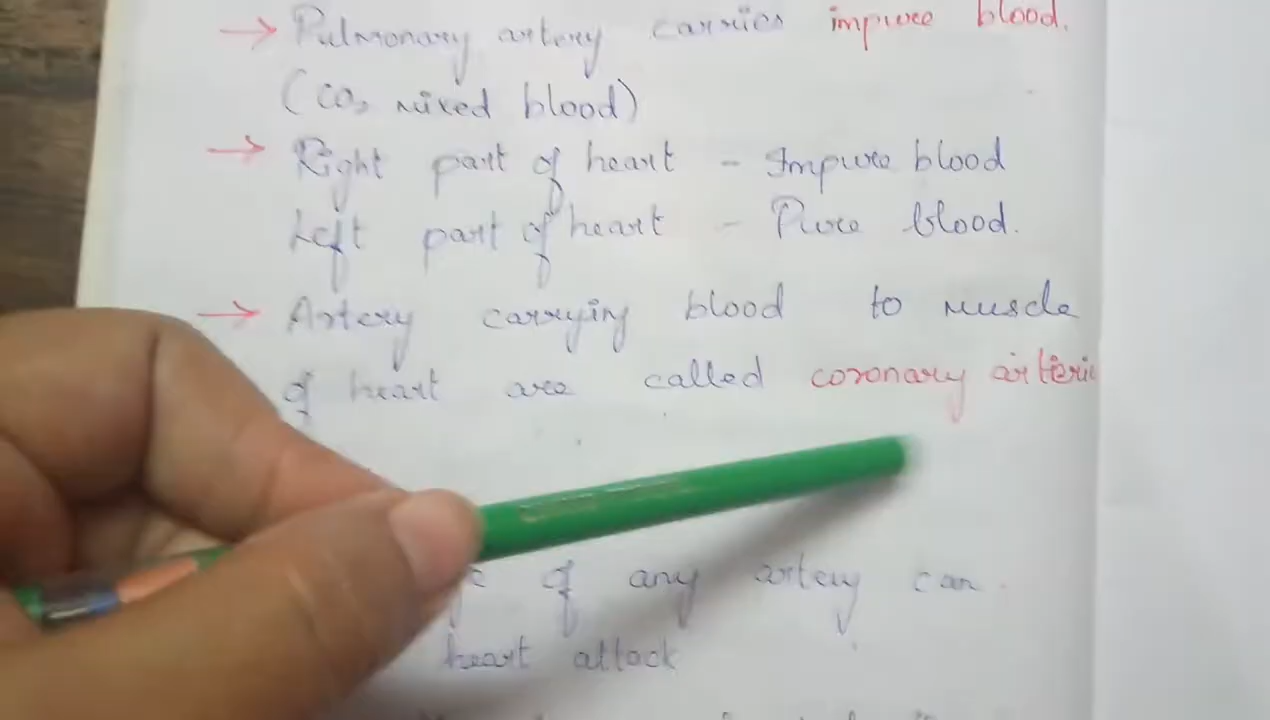 → Pulmonary artery carries impure blood.
(CO₂ mixed blood)
→ Right part of heart - Impure blood
Left part of heart - Pure blood.
→ Artery carrying blood to muscle
of heart are called coronary arterie
of any artery can
heart attack